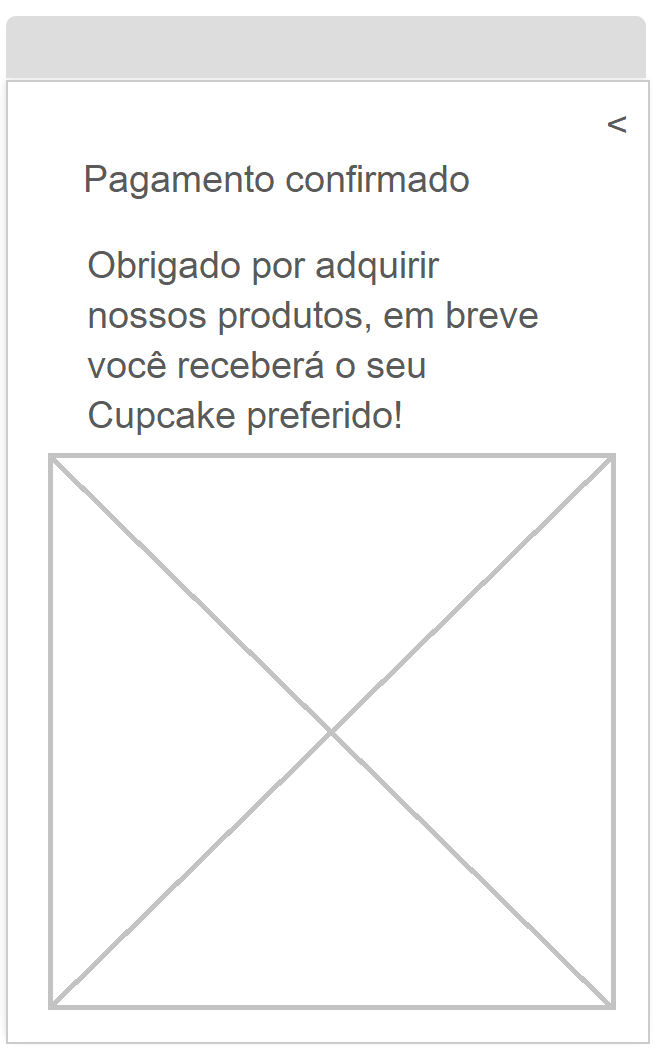 <
Pagamento confirmado
Obrigado por adquirir
nossos produtos, em breve
você receberá o seu
Cupcake preferido!